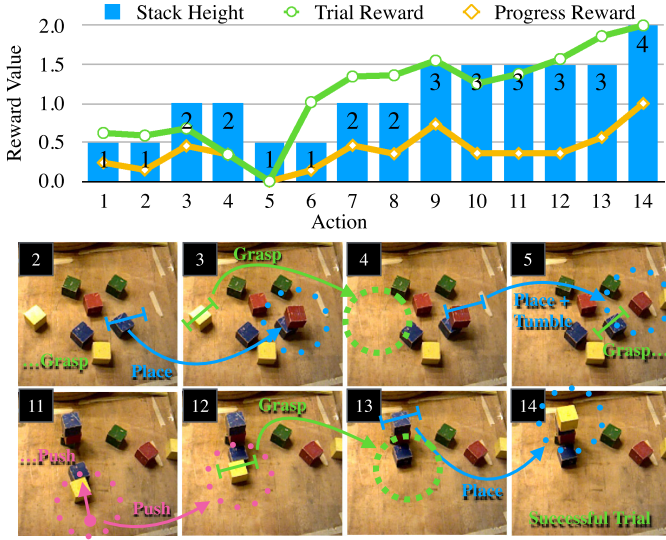 Stack Height Trial Reward Progress Reward
Reward Value
2.0
1.5
1.0
0.5
0.0
1 1 2 2 1 1 2 2 3 3 3 3 3 4
1 2 3 4 5 6 7 8 9 10 11 12 13 14
Action
2 3 4 5
Grasp
Place +
Tumble
...Grasp Place Grasp...
11 12 13 14
Grasp
...Push
Push Place
Successful Trial